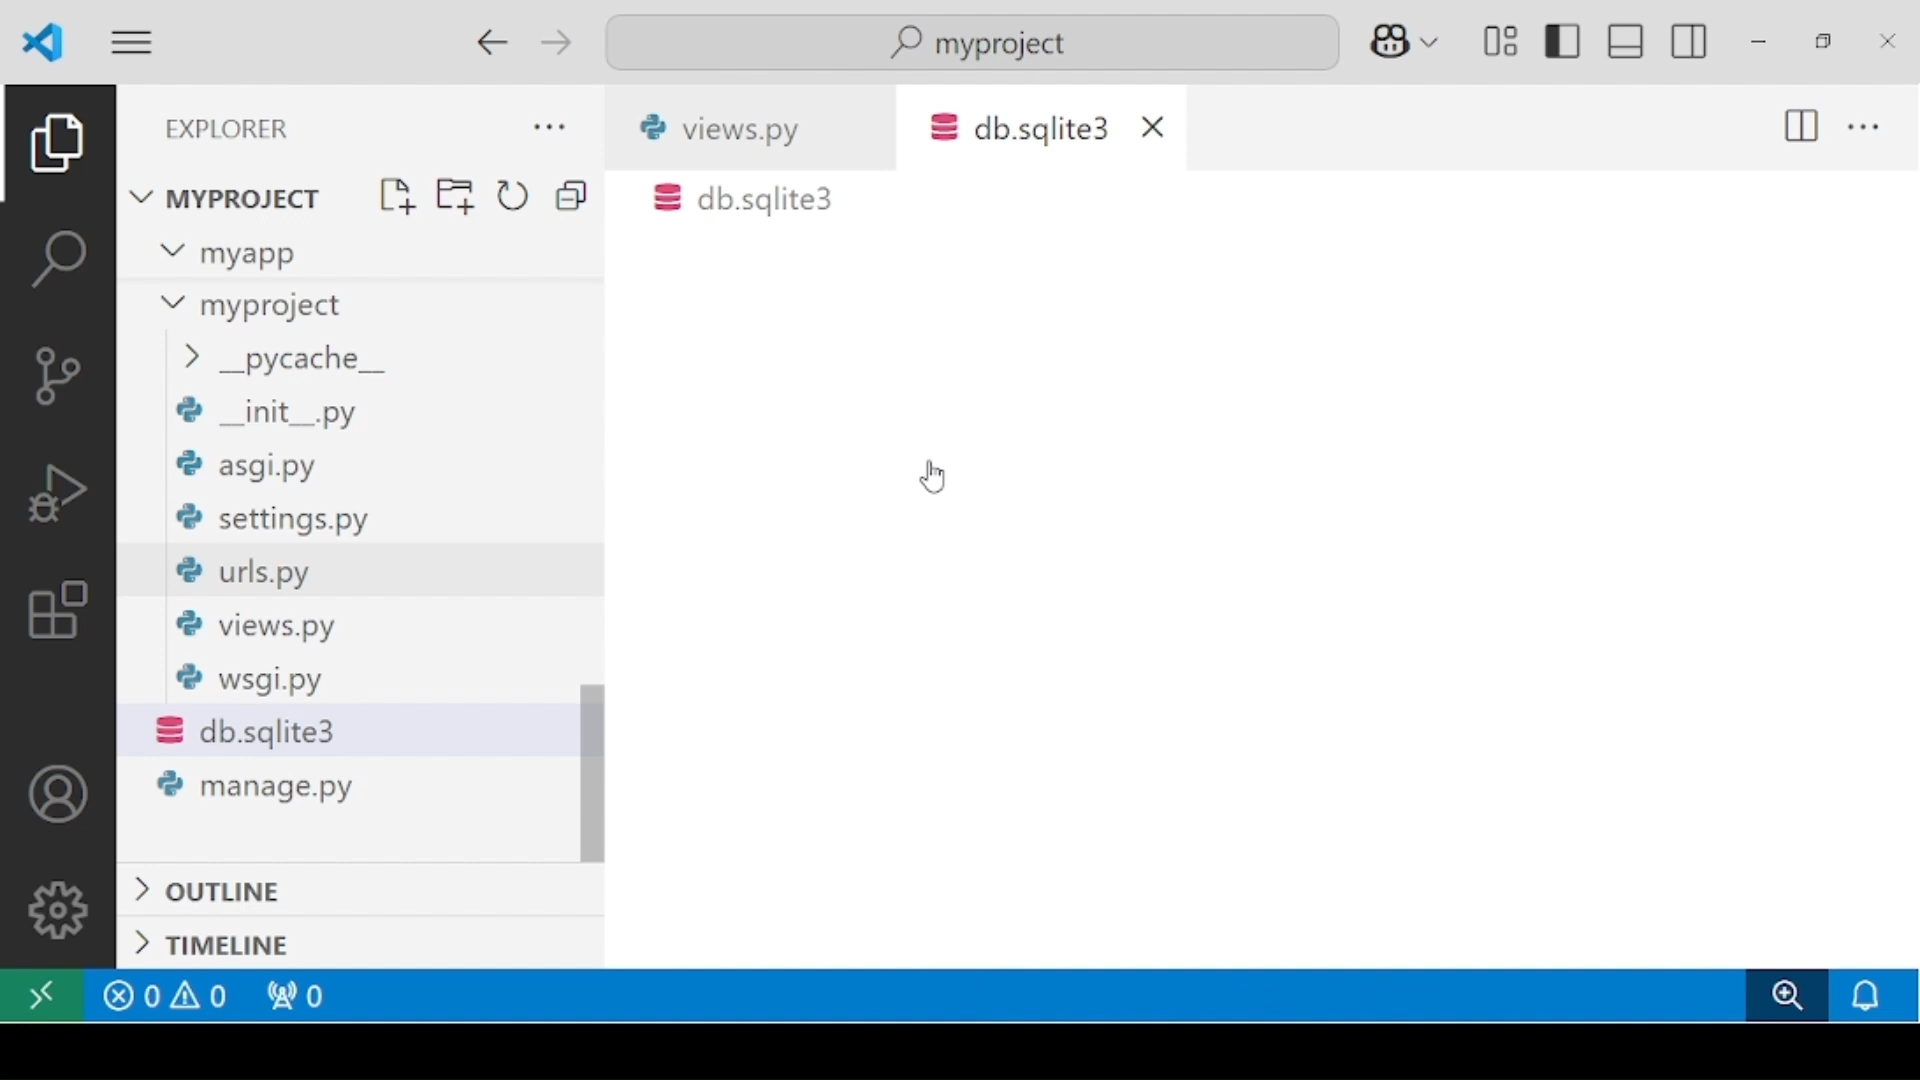 myproject
EXPLORER
MYPROJECT
myapp
myproject
__pycache__
__init__.py
asgi.py
settings.py
urls.py
views.py
wsgi.py
db.sqlite3
manage.py
OUTLINE
TIMELINE
views.py
db.sqlite3
db.sqlite3
0 0 0